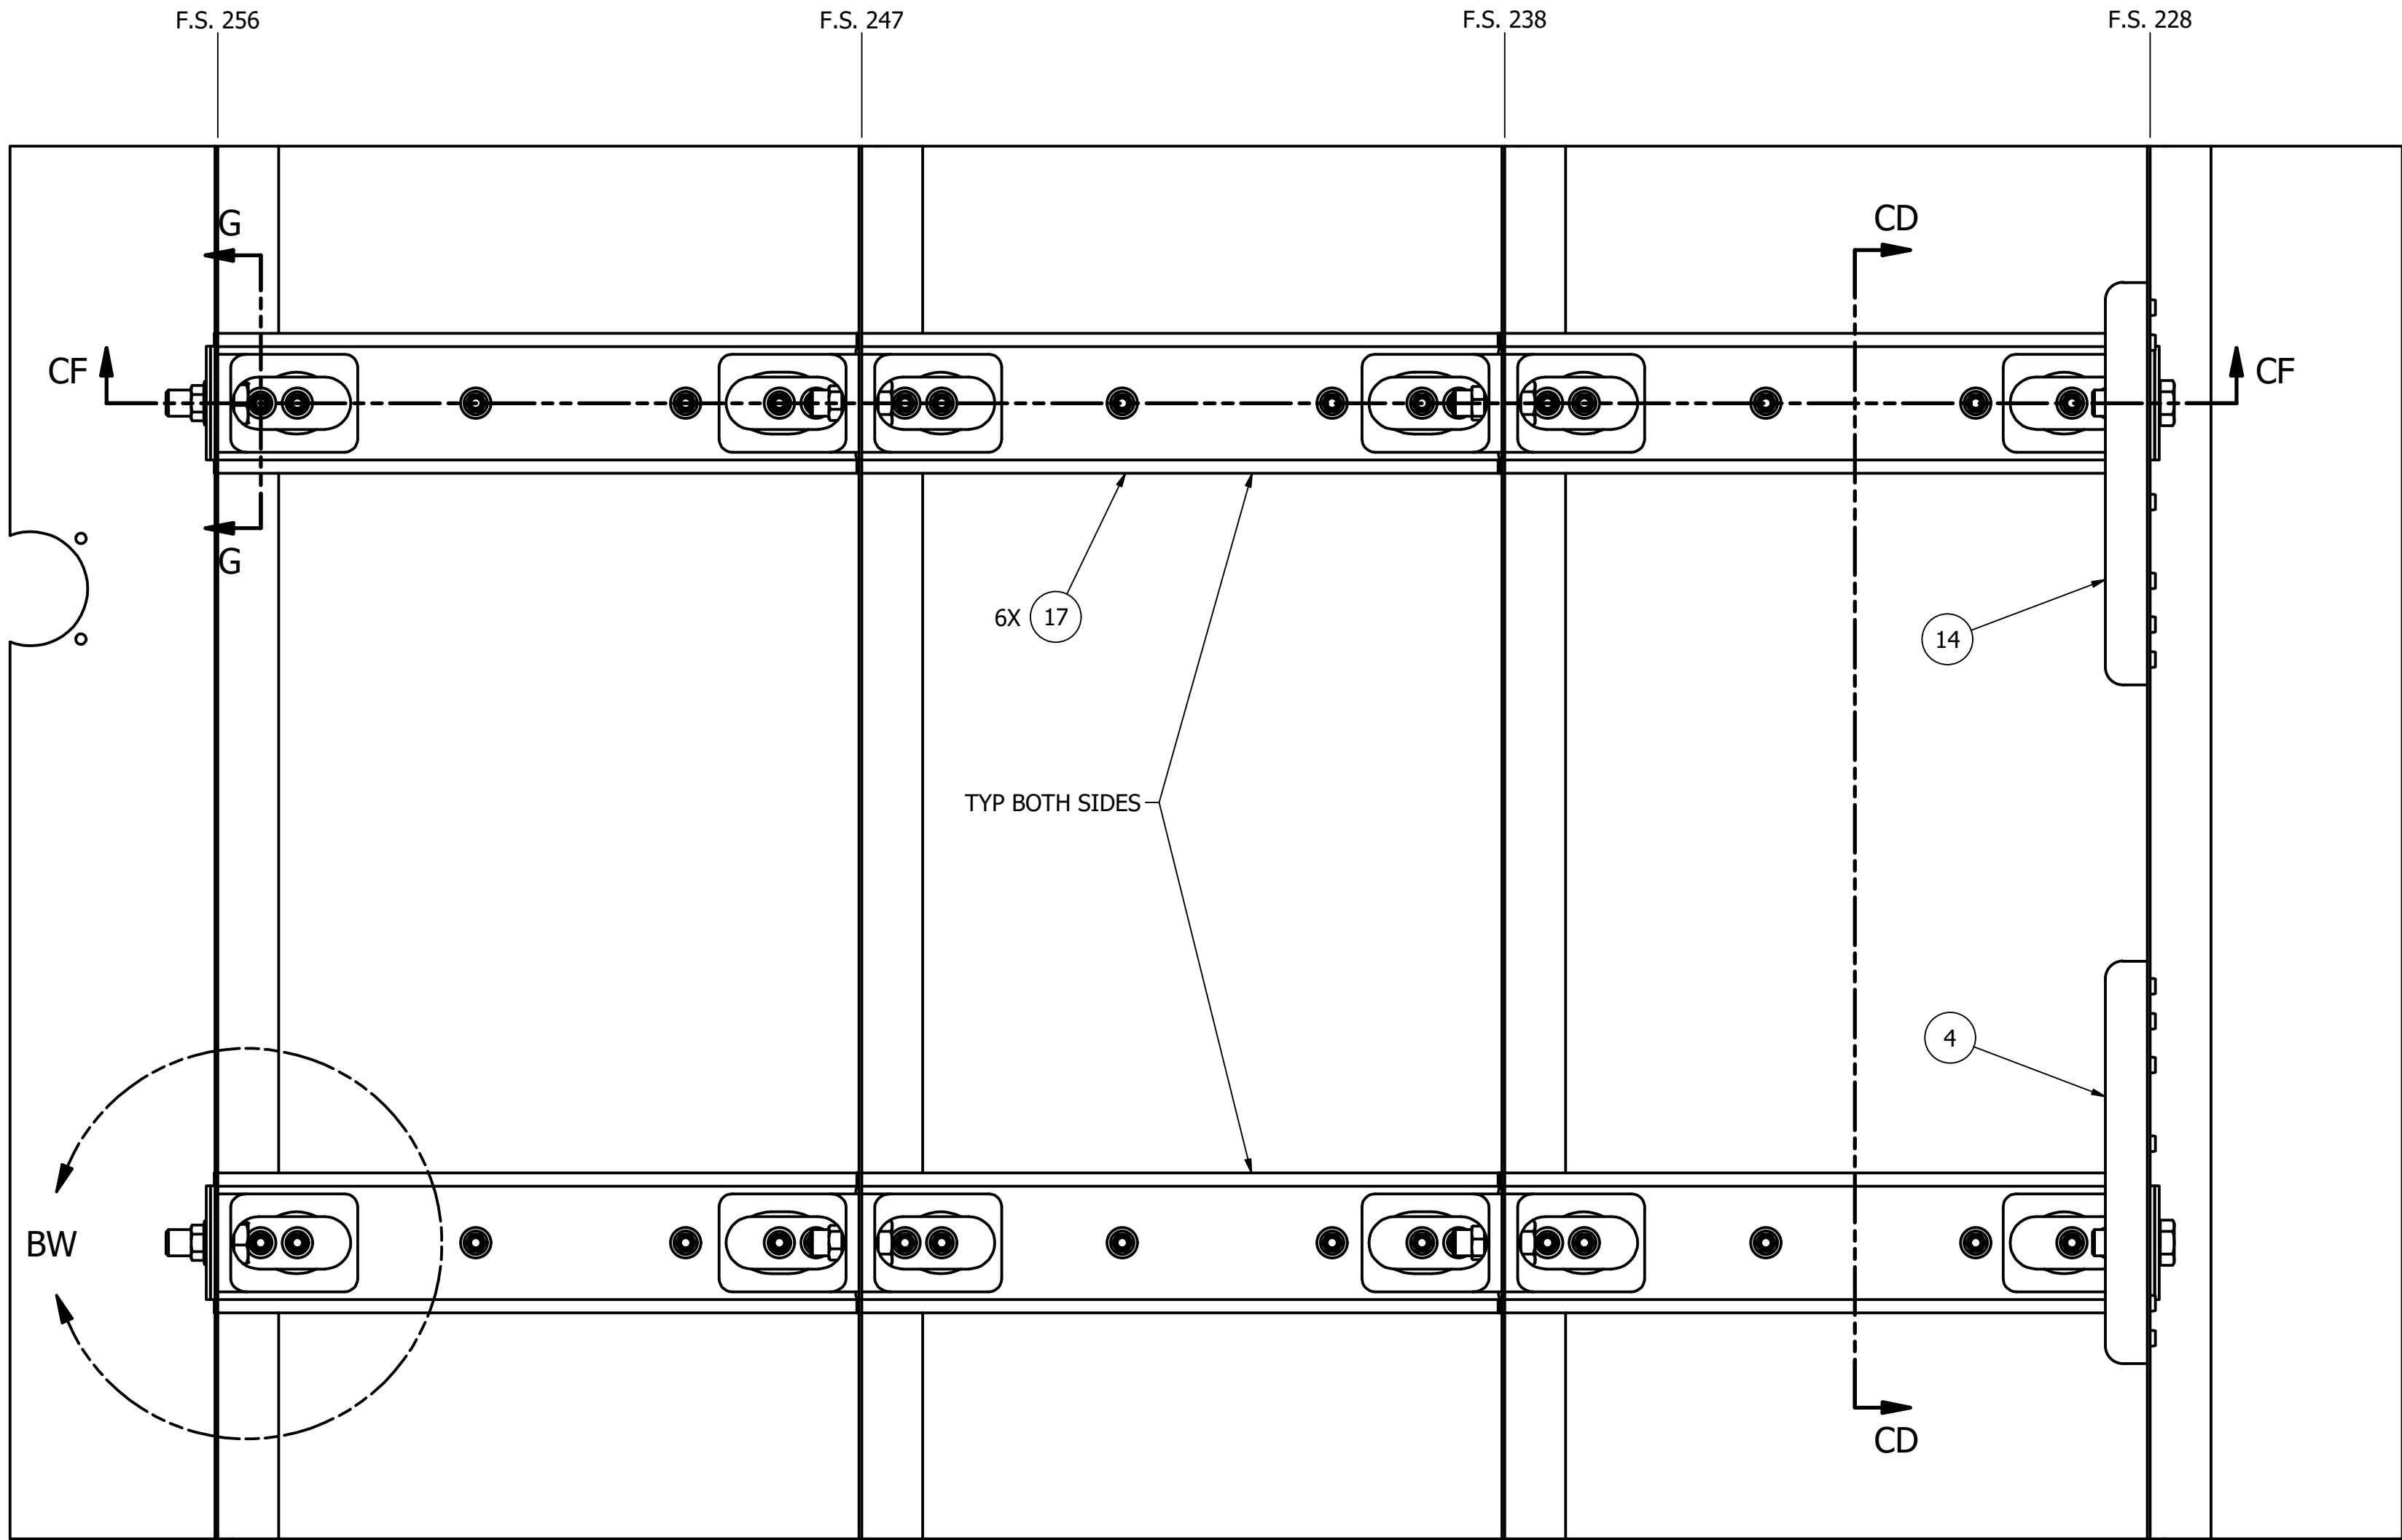 F.S. 256
F.S. 247
F.S. 238
F.S. 228
G
CD
CF
CF
G
6X 17
14
TYP BOTH SIDES
4
BW
CD